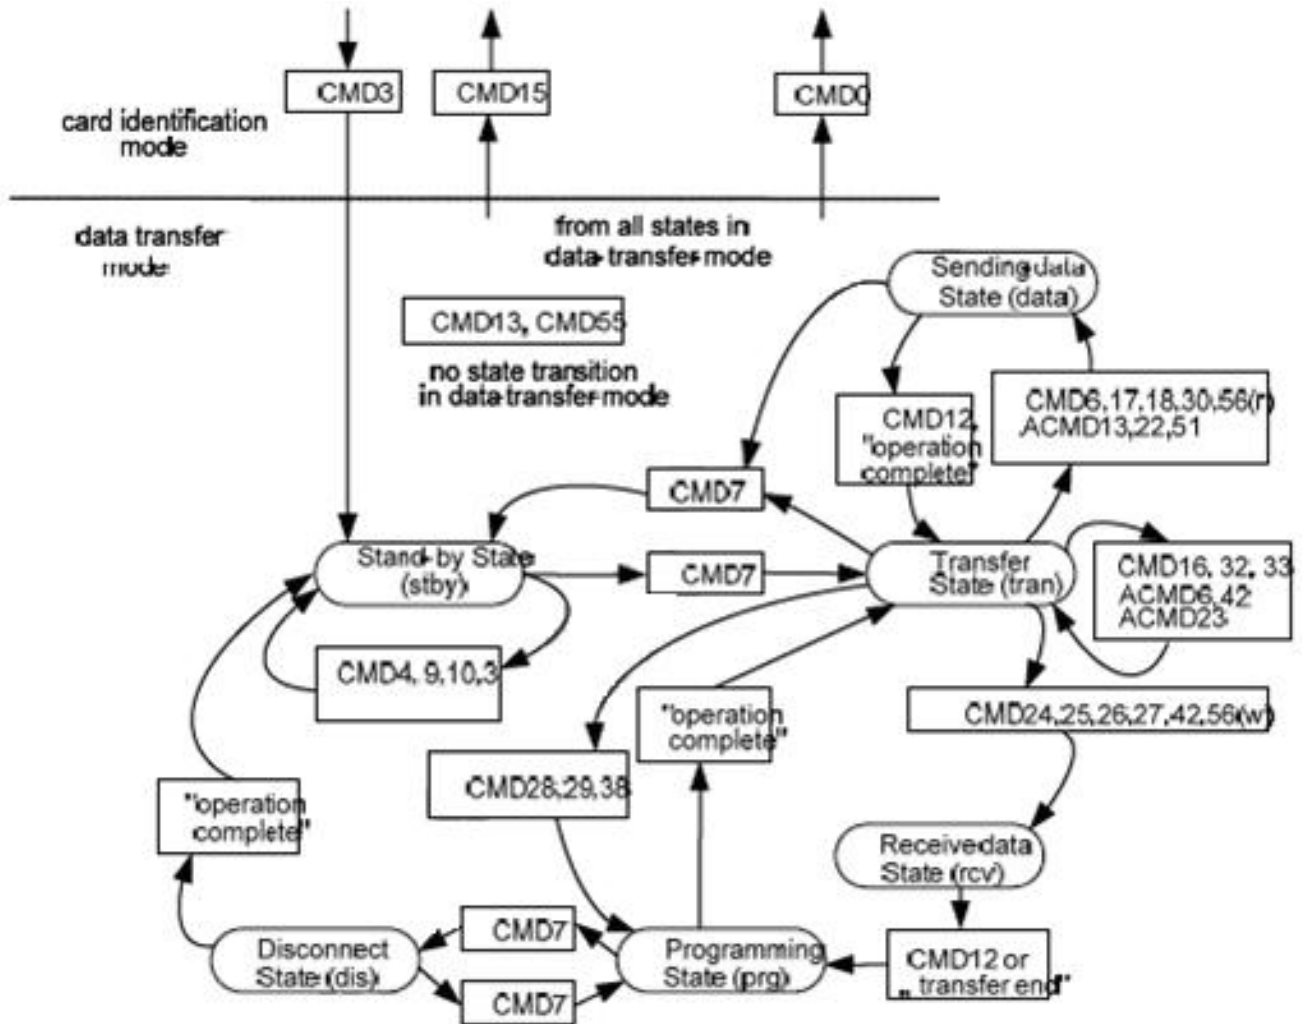 CMD3
CMD15
CMD0
card identification
mode
data transfer
mode
from all states in
data-transfer-mode
Sending-data
State (data)
CMD13, CMD55
no state transition
in data-transfer-mode
CMD12,
"operation
complete"
CMD6,17,18,30,56(r)
ACMD13,22,51
CMD7
Stand-by State
(stby)
CMD7
Transfer
State (tran)
CMD16, 32, 33
ACMD6,42
ACMD23
CMD4, 9,10,3
"operation
complete"
CMD24,25,26,27,42,56(w)
CMD28,29,38
"operation
complete"
Receive-data
State (rcv)
CMD7
Disconnect
State (dis)
Programming
State (prg)
CMD12 or
„ transfer end"
CMD7